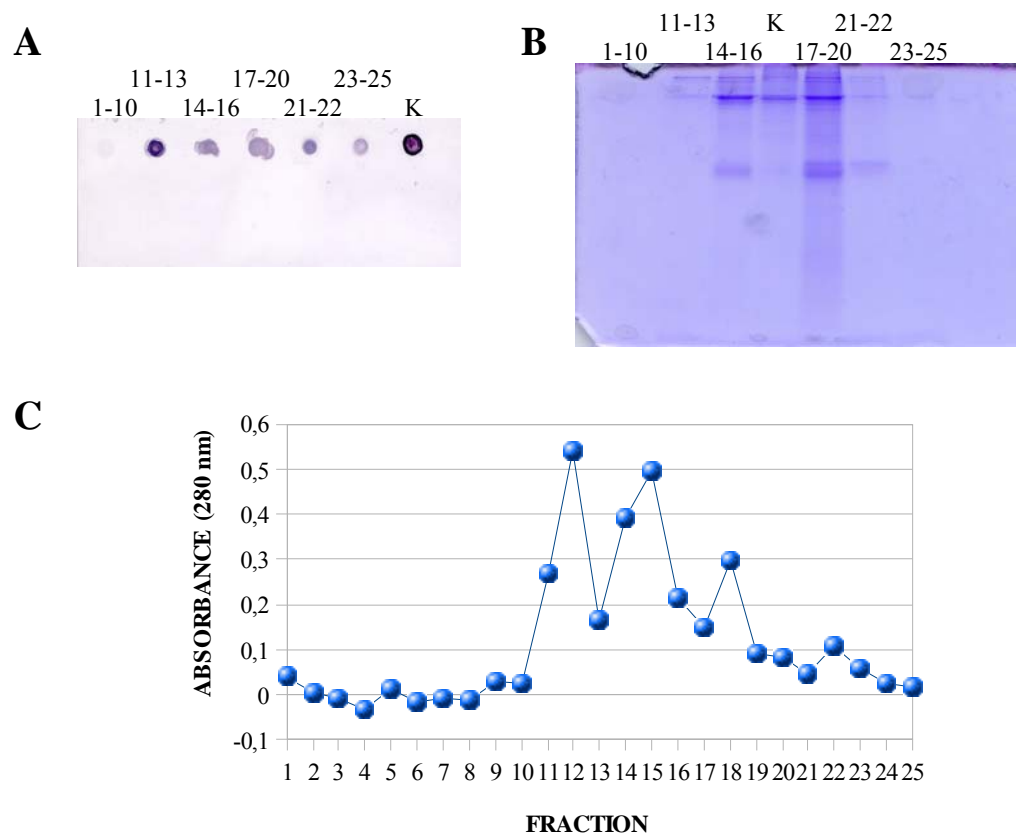 A
11-13 17-20 23-25
1-10 14-16 21-22 K
B
11-13 K 21-22
1-10 14-16 17-20 23-25
C
ABSORBANCE (280 nm)
0,6
0,5
0,4
0,3
0,2
0,1
0
-0,1
1 2 3 4 5 6 7 8 9 10 11 12 13 14 15 16 17 18 19 20 21 22 23 24 25
FRACTION